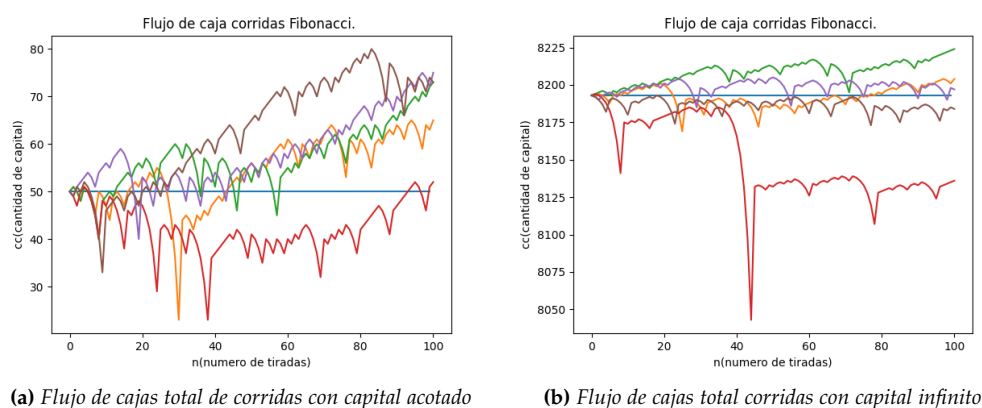 Flujo de caja corridas Fibonacci.
cc(cantidad de capital)
80
70
60
50
40
30
0 20 40 60 80 100
n(numero de tiradas)
(a) Flujo de cajas total de corridas con capital acotado
Flujo de caja corridas Fibonacci.
cc(cantidad de capital)
8225
8200
8175
8150
8125
8100
8075
8050
0 20 40 60 80 100
n(numero de tiradas)
(b) Flujo de cajas total corridas con capital infinito